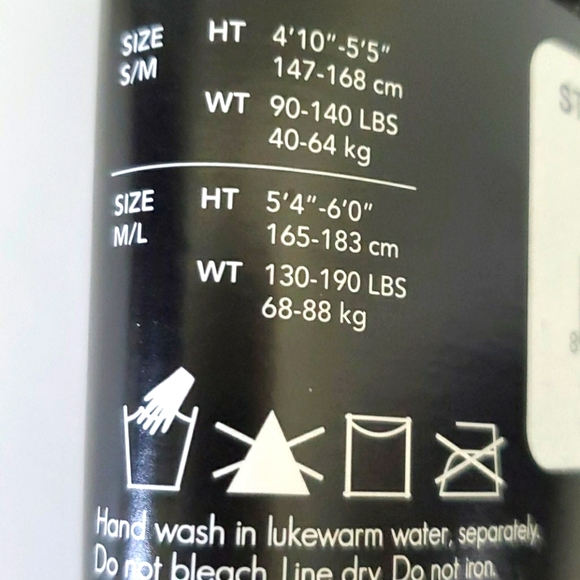 SIZE HT 4'10"-5'5"
S/M 147-168 cm
WT 90-140 LBS
40-64 kg
SIZE HT 5'4"-6'0"
M/L 165-183 cm
WT 130-190 LBS
68-88 kg
Hand wash in lukewarm water, separately.
Do not bleach. Line dry. Do not iron.